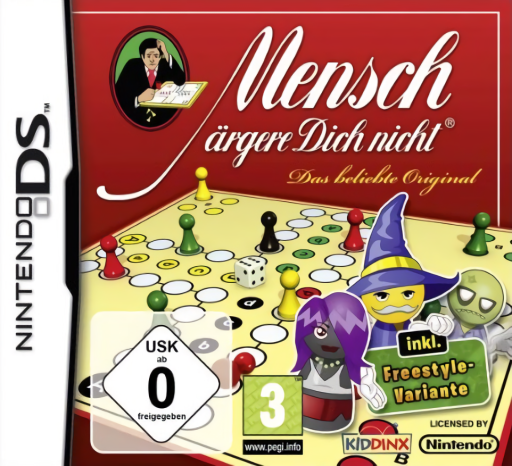 NINTENDO DS™
Mensch
ärgere Dich nicht®
Das beliebte Original
inkl.
Freestyle-
Variante
USK
ab
0
freigegeben
3
www.pegi.info
KIDDINX
LICENSED BY
Nintendo®